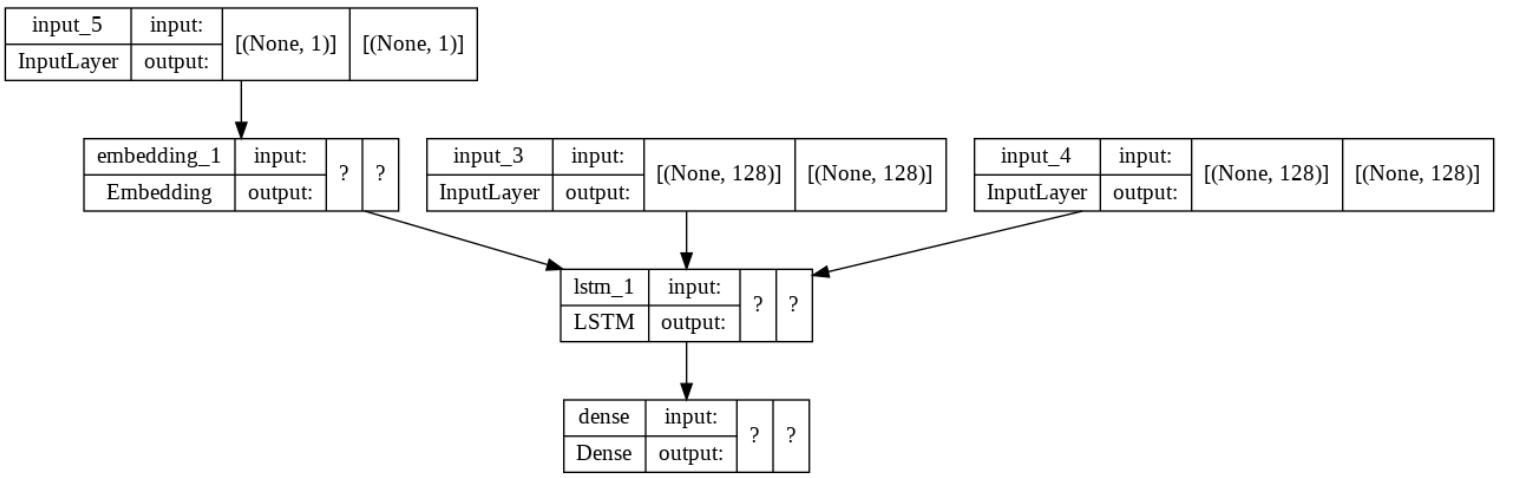 input_5 input: [(None, 1)] [(None, 1)]
InputLayer output:
embedding_1 input: ? ?
Embedding output:
input_3 input: [(None, 128)] [(None, 128)]
InputLayer output:
input_4 input: [(None, 128)] [(None, 128)]
InputLayer output:
lstm_1 input: ? ?
LSTM output:
dense input: ? ?
Dense output: